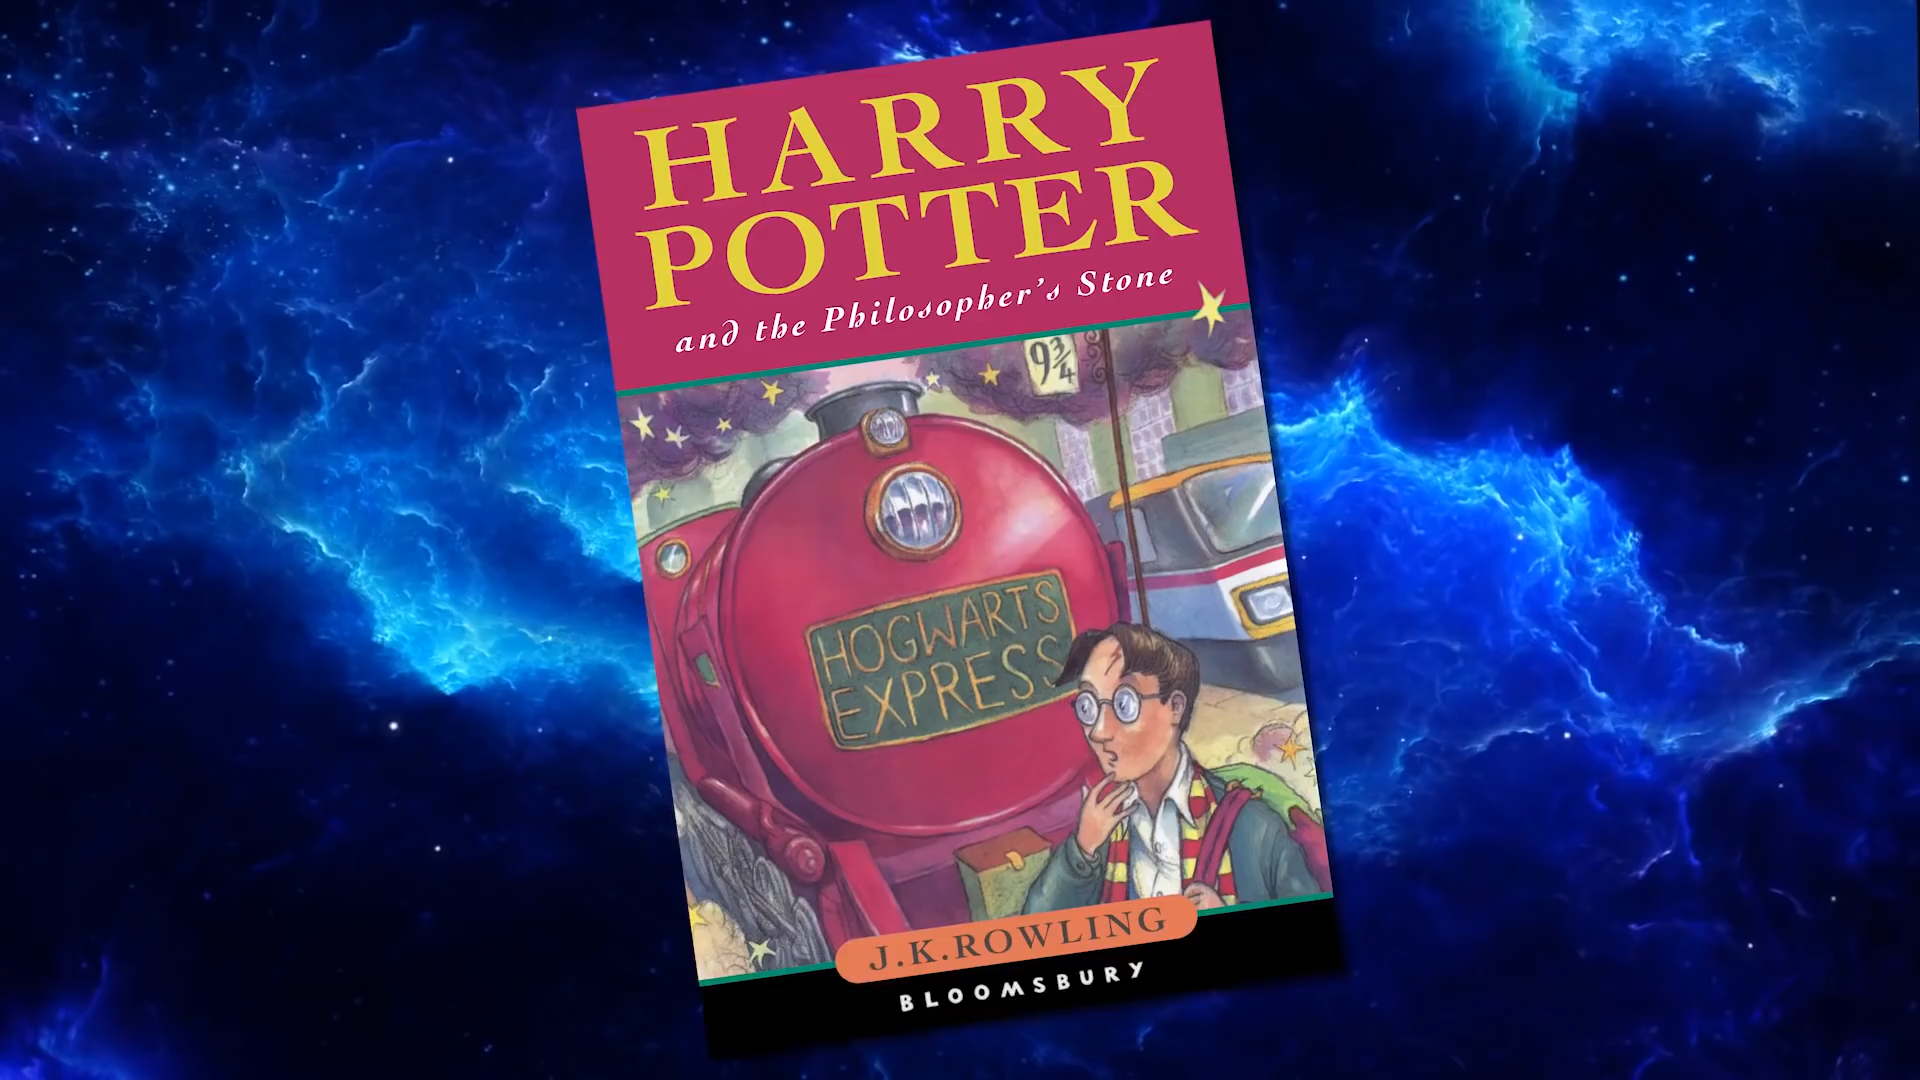 HARRY
POTTER
and the Philosopher's Stone
9¾
HOGWARTS
EXPRESS
J.K.ROWLING
BLOOMSBURY